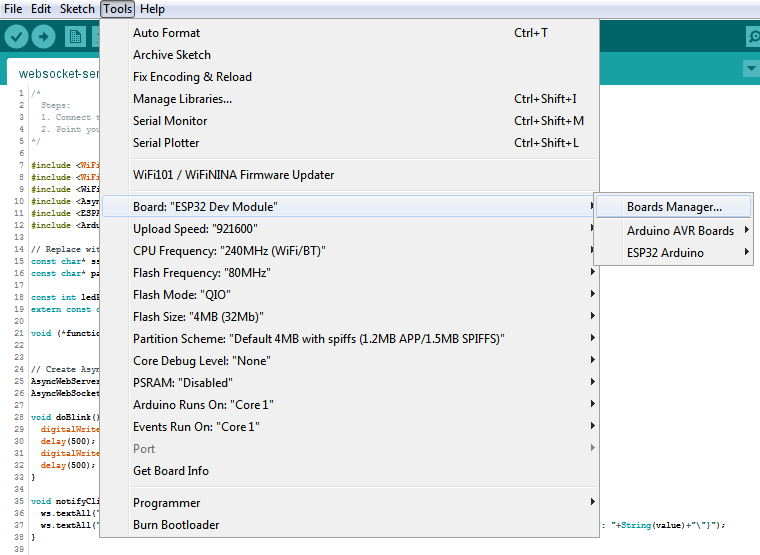 File Edit Sketch Tools Help
Auto Format Ctrl+T
Archive Sketch
Fix Encoding & Reload
Manage Libraries... Ctrl+Shift+I
Serial Monitor Ctrl+Shift+M
Serial Plotter Ctrl+Shift+L
WiFi101 / WiFiNINA Firmware Updater
Board: "ESP32 Dev Module"
Upload Speed: "921600"
CPU Frequency: "240MHz (WiFi/BT)"
Flash Frequency: "80MHz"
Flash Mode: "QIO"
Flash Size: "4MB (32Mb)"
Partition Scheme: "Default 4MB with spiffs (1.2MB APP/1.5MB SPIFFS)"
Core Debug Level: "None"
PSRAM: "Disabled"
Arduino Runs On: "Core 1"
Events Run On: "Core 1"
Port
Get Board Info
Programmer
Burn Bootloader
Boards Manager...
Arduino AVR Boards
ESP32 Arduino
websocket-ser
1 /*
2 Steps:
3 1. Connect t
4 2. Point you
5 */
6
7 #include <WiFi
8 #include <WiFi
9 #include <WiFi
10 #include <Asyn
11 #include <ESPA
12 #include <Ardu
13
14 // Replace wit
15 const char* ss
16 const char* pa
17
18 const int ledP
19 extern const c
20
21 void (*functio
22
23
24 // Create Asyn
25 AsyncWebServer
26 AsyncWebSocket
27
28 void doBlink()
29 digitalWrite
30 delay(500);
31 digitalWrite
32 delay(500);
33 }
34
35 void notifyCli
36 ws.textAll("
37 ws.textAll(" : "+String(value)+"\"}");
38 }
39